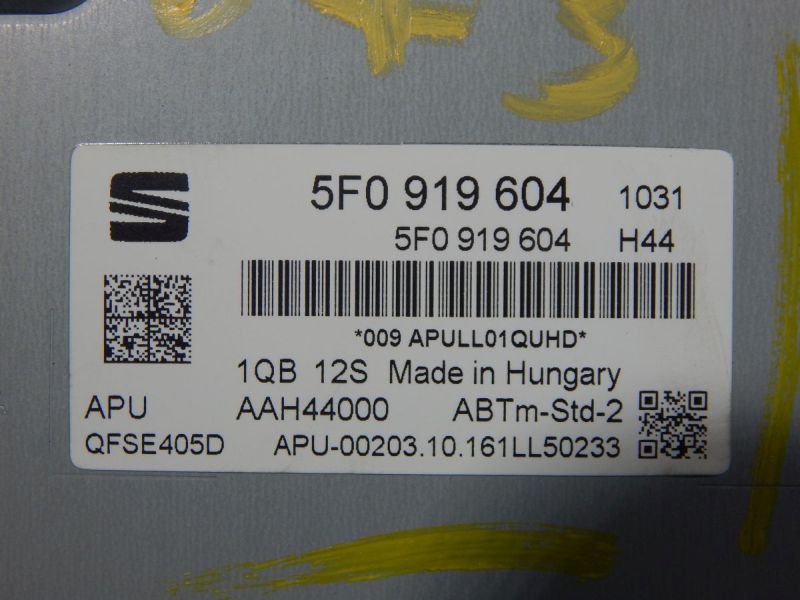 5F0 919 604 1031
5F0 919 604 H44
*009 APULL01QUHD*
1QB 12S Made in Hungary
APU AAH44000 ABTm-Std-2
QFSE405D APU-00203.10.161LL50233